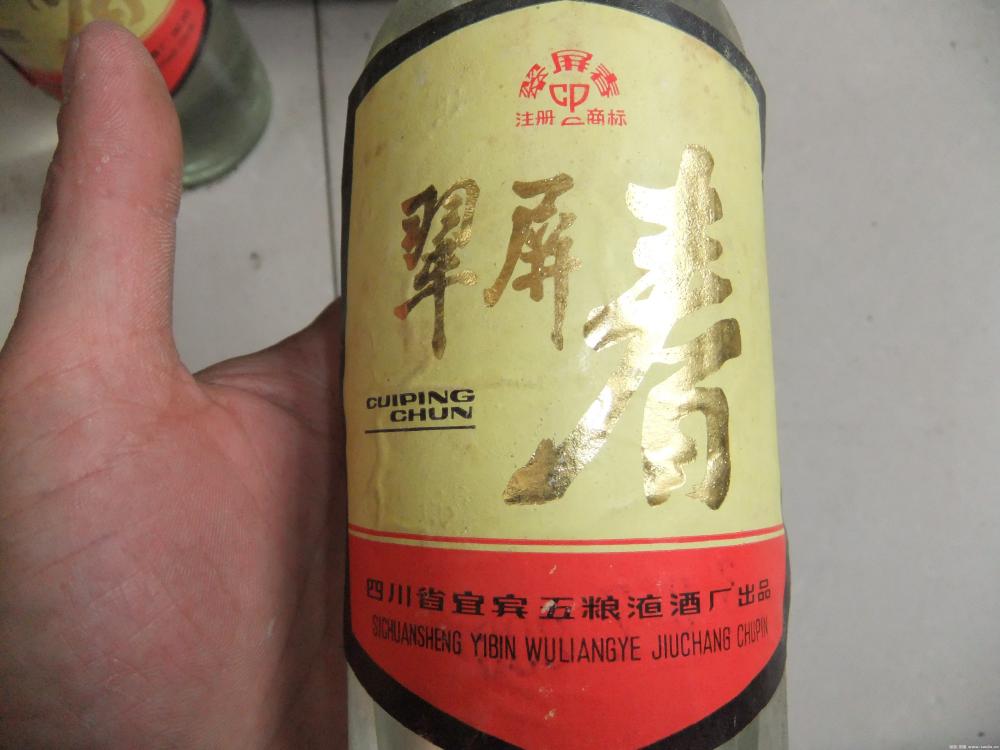 翠屏春
CP
注册 商标
翠屏春
CUIPING
CHUN
四川省宜宾五粮液酒厂出品
SICHUANSHENG YIBIN WULIANGYE JIUCHANG CHUPIN